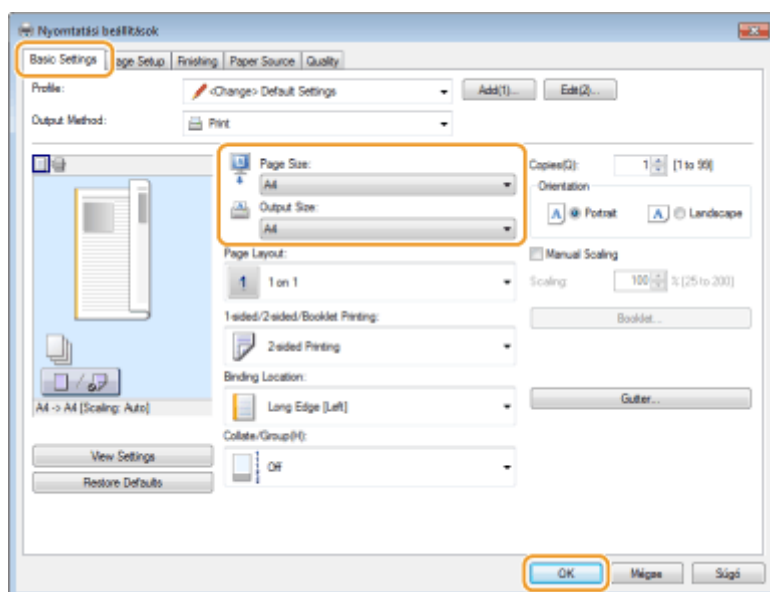 Nyomtatási beállítások
Basic Settings Page Setup Finishing Paper Source Quality
Profile: <Change> Default Settings Add(1)... Edit(2)...
Output Method: Print
Page Size: Copies(Q): 1 [1 to 99]
A4 Orientation
Output Size: A Portrait A Landscape
A4
Page Layout: Manual Scaling
1 1 on 1 Scaling: 100 % [25 to 200]
1-sided/2-sided/Booklet Printing: Booklet...
2-sided Printing
Binding Location:
A4 -> A4 [Scaling: Auto] Long Edge [Left] Gutter...
Collate/Group(H):
View Settings Off
Restore Defaults
OK Mégse Súgó